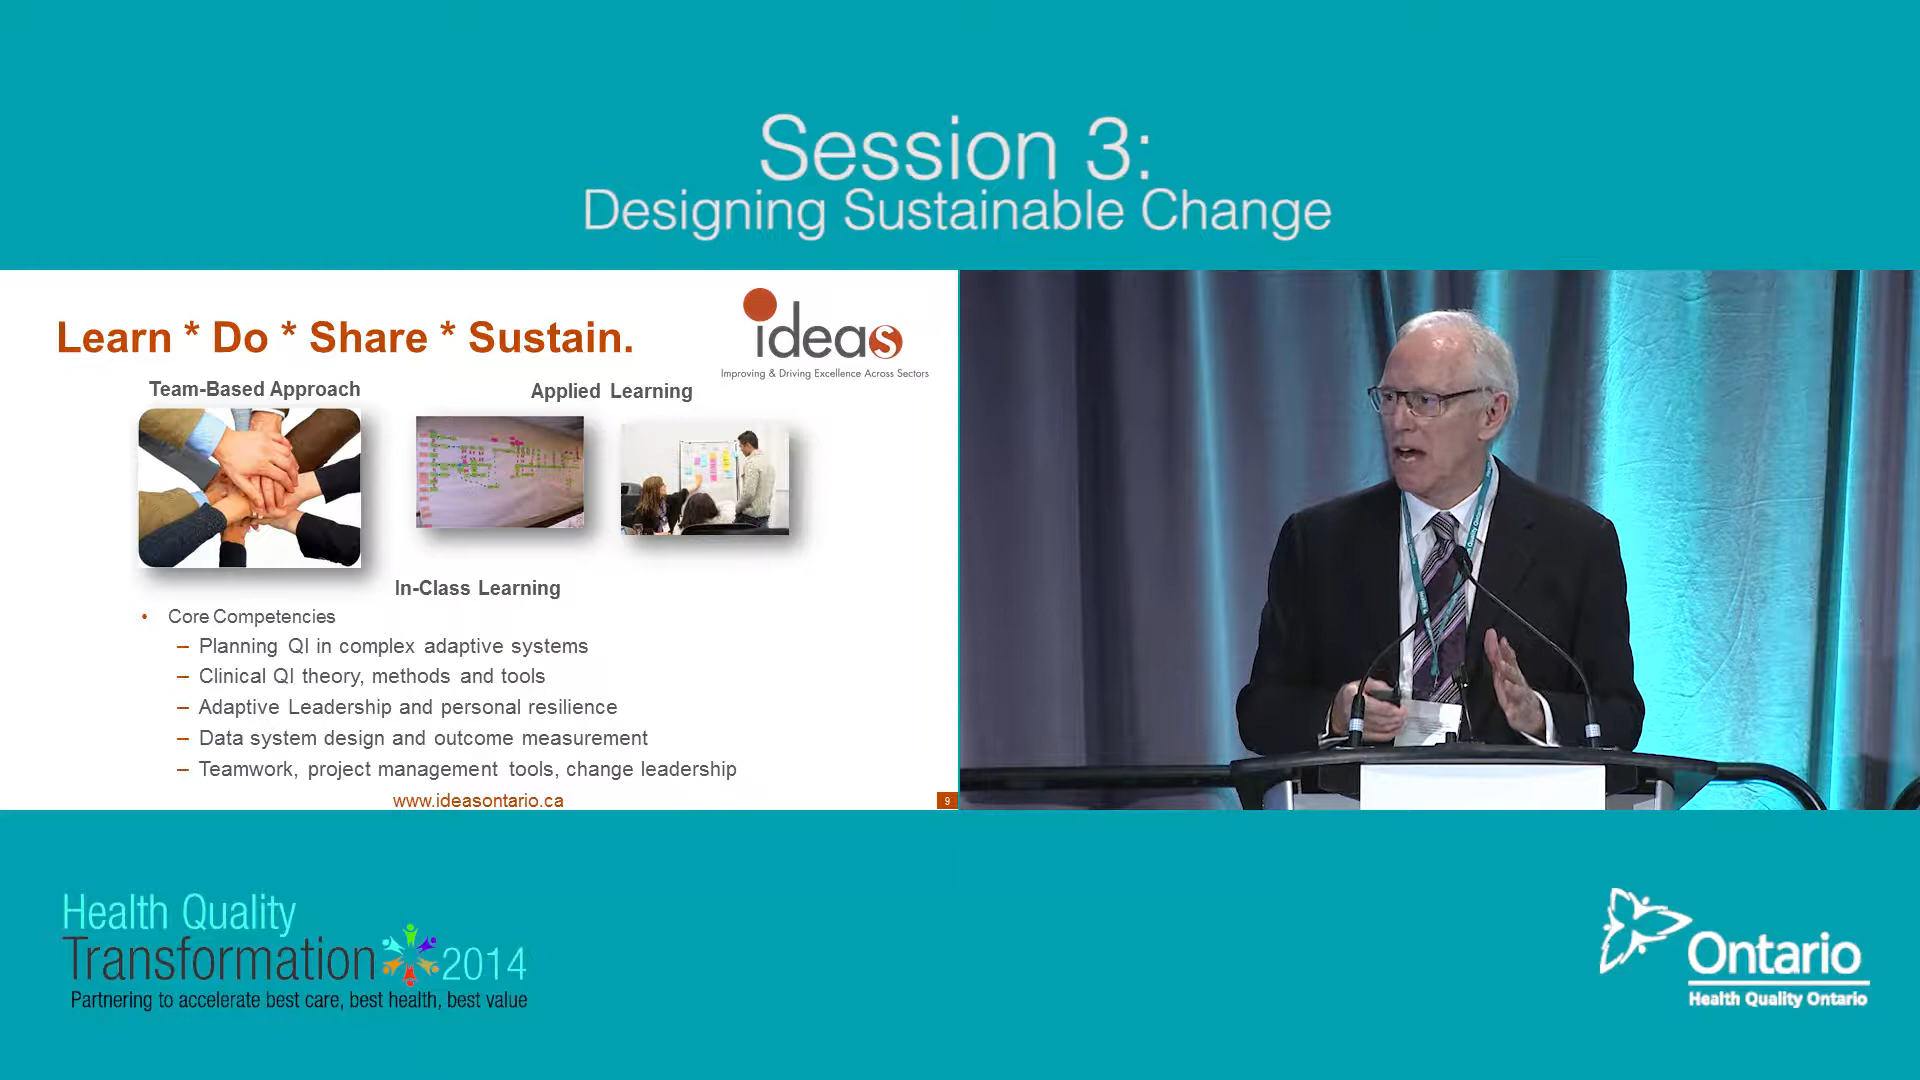 Session 3:
Designing Sustainable Change
Learn * Do * Share * Sustain.
ideas
Improving & Driving Excellence Across Sectors
Team-Based Approach
Applied Learning
In-Class Learning
• Core Competencies
– Planning QI in complex adaptive systems
– Clinical QI theory, methods and tools
– Adaptive Leadership and personal resilience
– Data system design and outcome measurement
– Teamwork, project management tools, change leadership
www.ideasontario.ca
9
Quality Ontario
Health Quality
Transformation 2014
Partnering to accelerate best care, best health, best value
Ontario
Health Quality Ontario